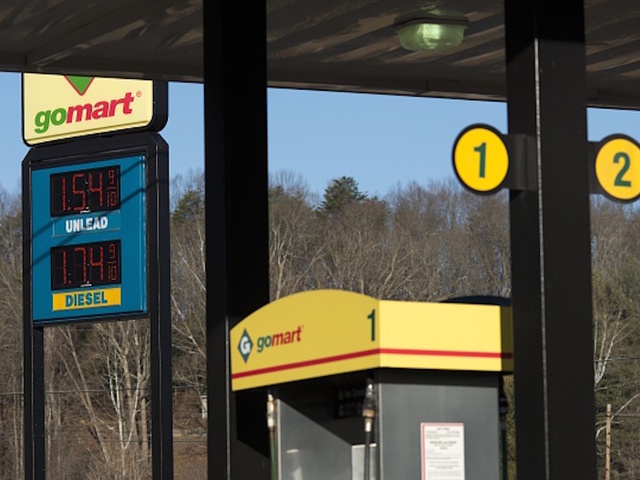 gomart®
1.54 9/10
UNLEAD
1.74 9/10
DIESEL
1
2
G gomart®
1